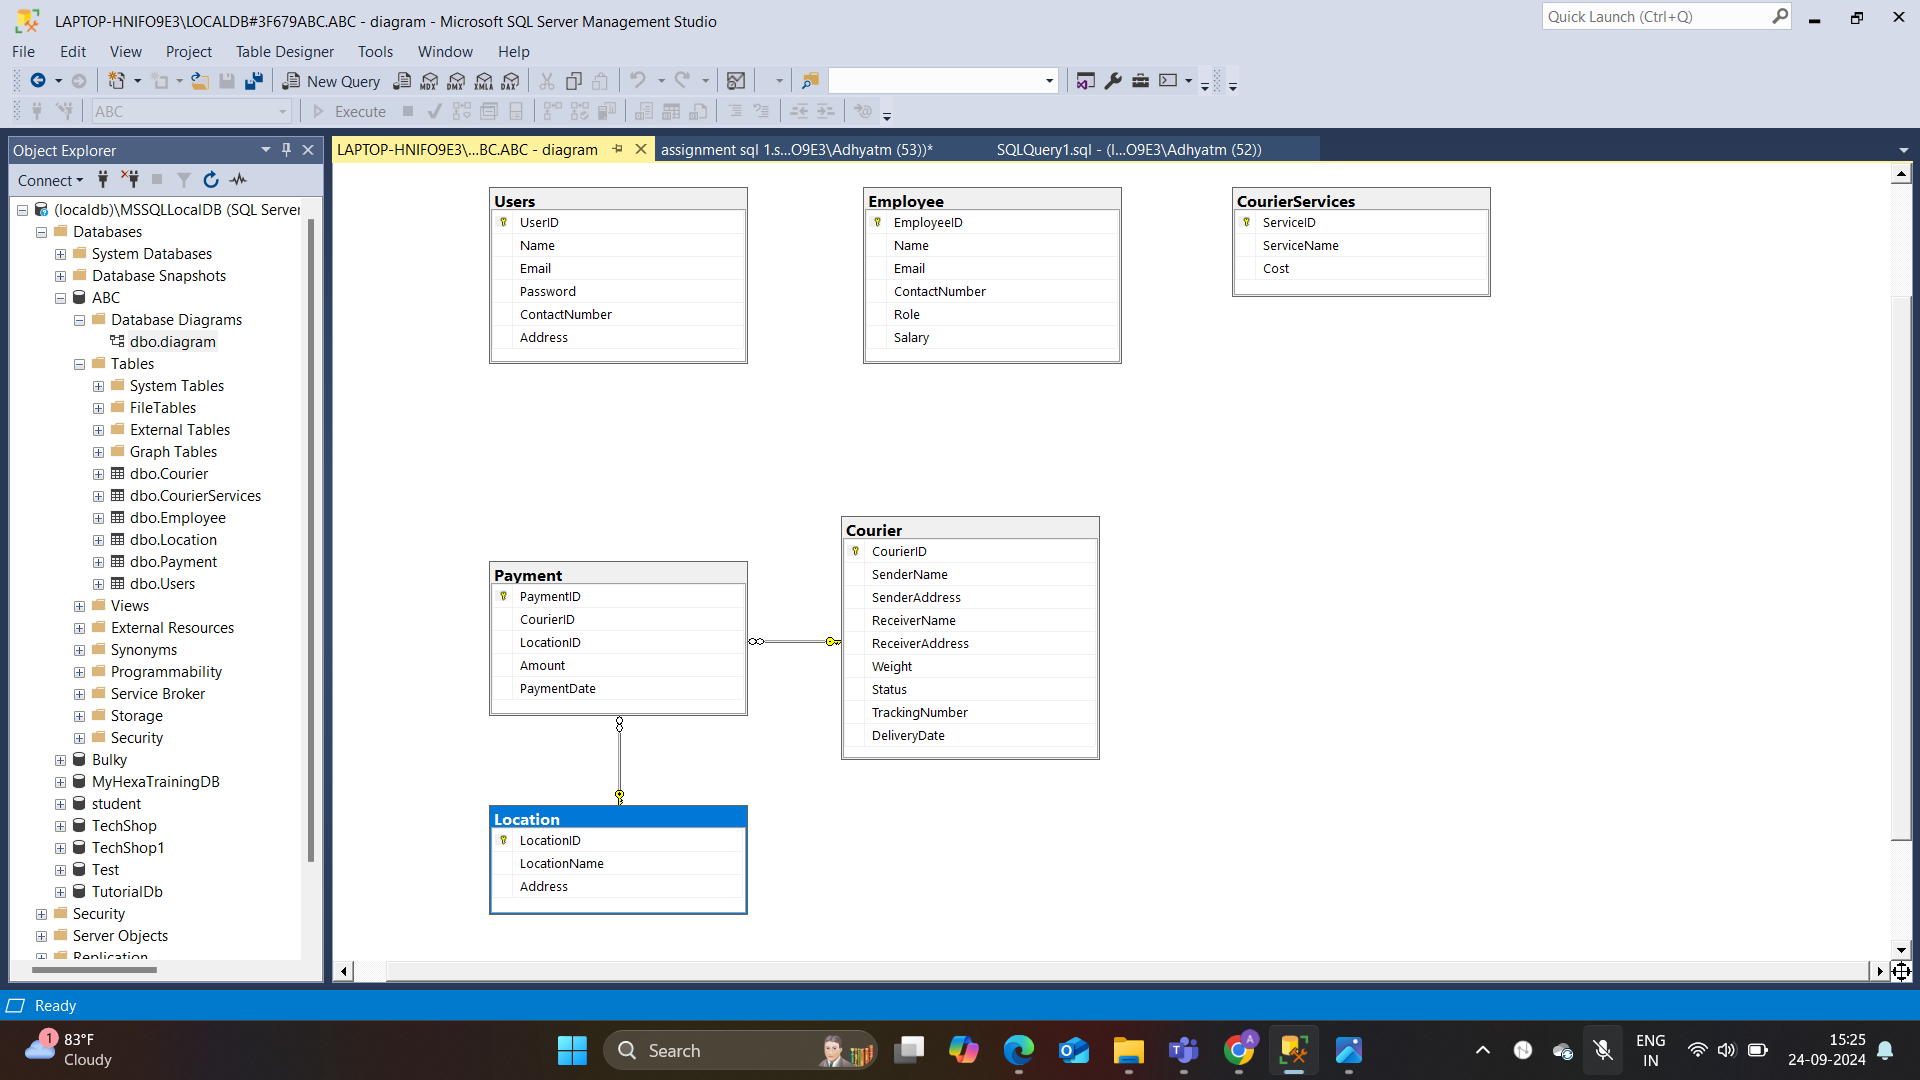 LAPTOP-HNIFO9E3\LOCALDB#3F679ABC.ABC - diagram - Microsoft SQL Server Management Studio
Quick Launch (Ctrl+Q)
File Edit View Project Table Designer Tools Window Help
New Query MDX DMX XMLA DAX
ABC Execute
Object Explorer
LAPTOP-HNIFO9E3\...BC.ABC - diagram
assignment sql 1.s...O9E3\Adhyatm (53))*
SQLQuery1.sql - (l...O9E3\Adhyatm (52))
Connect
(localdb)\MSSQLLocalDB (SQL Server
Databases
System Databases
Database Snapshots
ABC
Database Diagrams
dbo.diagram
Tables
System Tables
FileTables
External Tables
Graph Tables
dbo.Courier
dbo.CourierServices
dbo.Employee
dbo.Location
dbo.Payment
dbo.Users
Views
External Resources
Synonyms
Programmability
Service Broker
Storage
Security
Bulky
MyHexaTrainingDB
student
TechShop
TechShop1
Test
TutorialDb
Security
Server Objects
Replication
Users
UserID
Name
Email
Password
ContactNumber
Address
Employee
EmployeeID
Name
Email
ContactNumber
Role
Salary
CourierServices
ServiceID
ServiceName
Cost
Payment
PaymentID
CourierID
LocationID
Amount
PaymentDate
Courier
CourierID
SenderName
SenderAddress
ReceiverName
ReceiverAddress
Weight
Status
TrackingNumber
DeliveryDate
Location
LocationID
LocationName
Address
Ready
1
83°F
Cloudy
Search
A
ENG
IN
15:25
24-09-2024